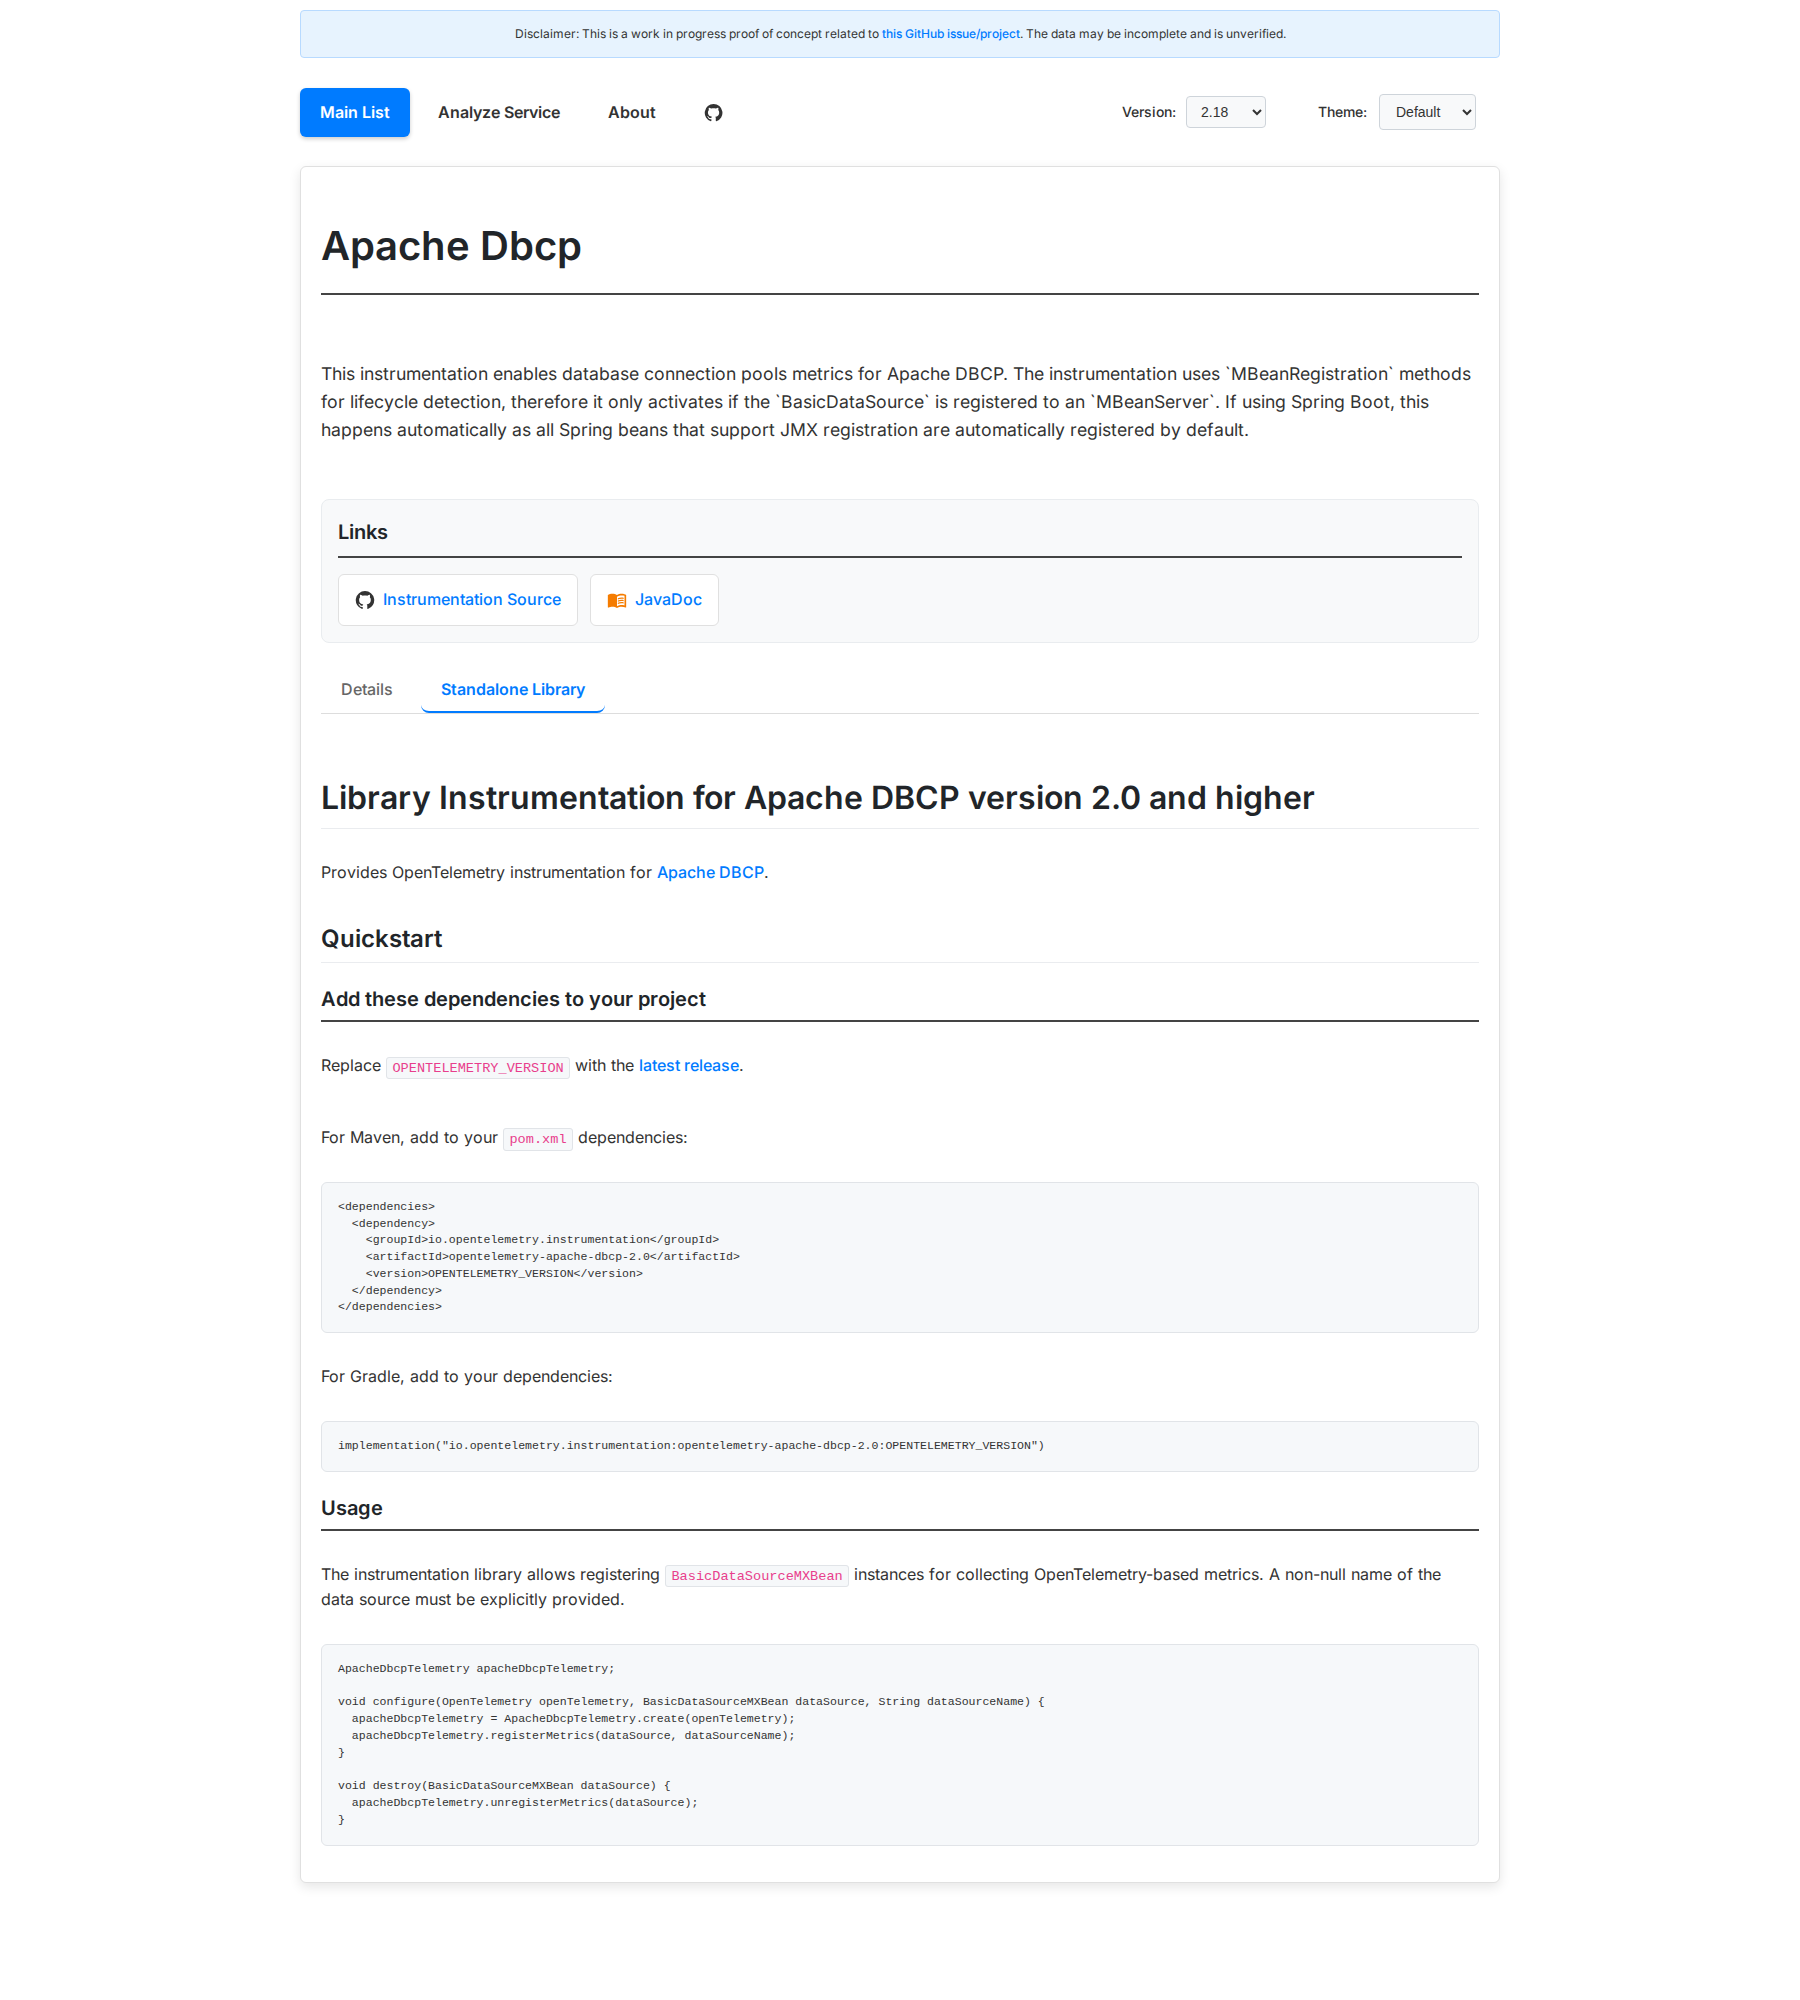 Disclaimer: This is a work in progress proof of concept related to this GitHub issue/project. The data may be incomplete and is unverified.
Main List
Analyze Service
About
Version: 2.18
Theme: Default
Apache Dbcp
This instrumentation enables database connection pools metrics for Apache DBCP. The instrumentation uses `MBeanRegistration` methods
for lifecycle detection, therefore it only activates if the `BasicDataSource` is registered to an `MBeanServer`. If using Spring Boot, this
happens automatically as all Spring beans that support JMX registration are automatically registered by default.
Links
Instrumentation Source
JavaDoc
Details
Standalone Library
Library Instrumentation for Apache DBCP version 2.0 and higher
Provides OpenTelemetry instrumentation for Apache DBCP.
Quickstart
Add these dependencies to your project
Replace OPENTELEMETRY_VERSION with the latest release.
For Maven, add to your pom.xml dependencies:
<dependencies>
  <dependency>
    <groupId>io.opentelemetry.instrumentation</groupId>
    <artifactId>opentelemetry-apache-dbcp-2.0</artifactId>
    <version>OPENTELEMETRY_VERSION</version>
  </dependency>
</dependencies>
For Gradle, add to your dependencies:
implementation("io.opentelemetry.instrumentation:opentelemetry-apache-dbcp-2.0:OPENTELEMETRY_VERSION")
Usage
The instrumentation library allows registering BasicDataSourceMXBean instances for collecting OpenTelemetry-based metrics. A non-null name of the
data source must be explicitly provided.
ApacheDbcpTelemetry apacheDbcpTelemetry;
void configure(OpenTelemetry openTelemetry, BasicDataSourceMXBean dataSource, String dataSourceName) {
  apacheDbcpTelemetry = ApacheDbcpTelemetry.create(openTelemetry);
  apacheDbcpTelemetry.registerMetrics(dataSource, dataSourceName);
}
void destroy(BasicDataSourceMXBean dataSource) {
  apacheDbcpTelemetry.unregisterMetrics(dataSource);
}